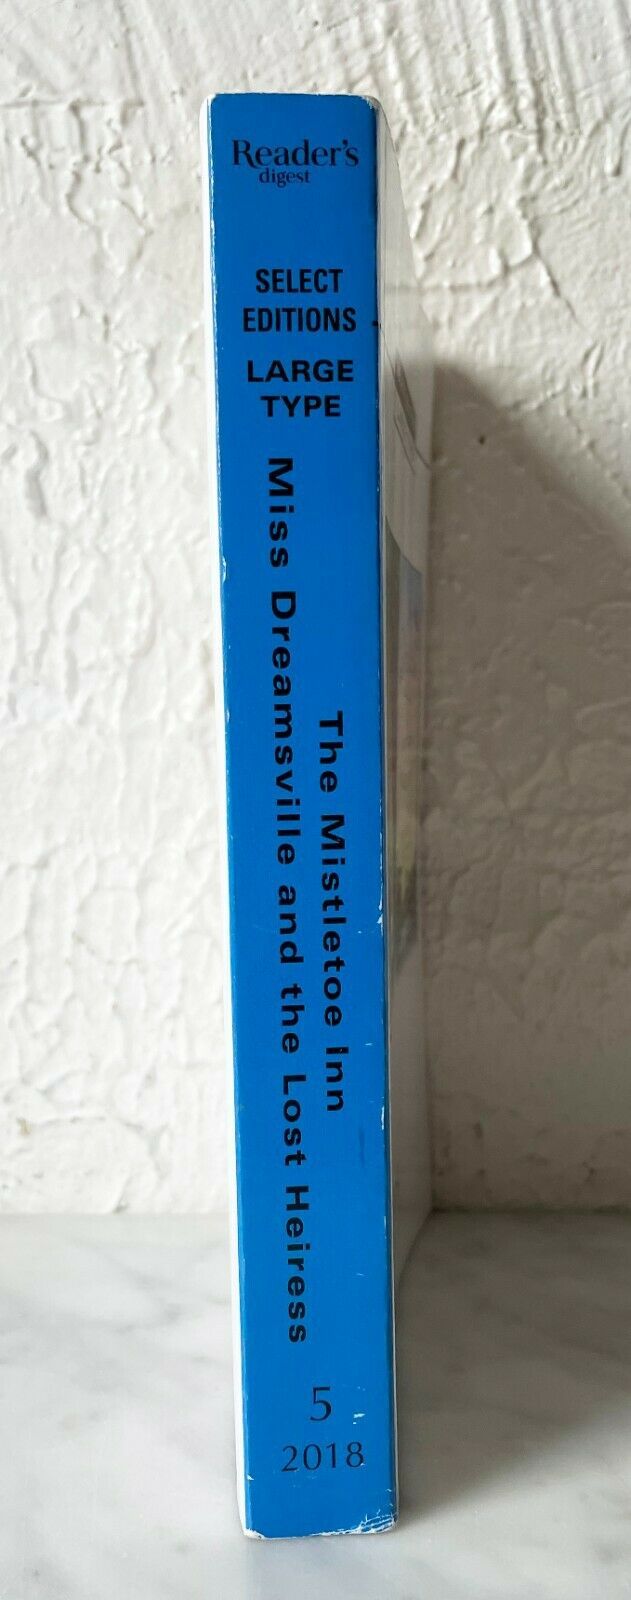 Reader's
digest
SELECT
EDITIONS
LARGE
TYPE
The Mistletoe Inn
Miss Dreamsville and the Lost Heiress
5
2018